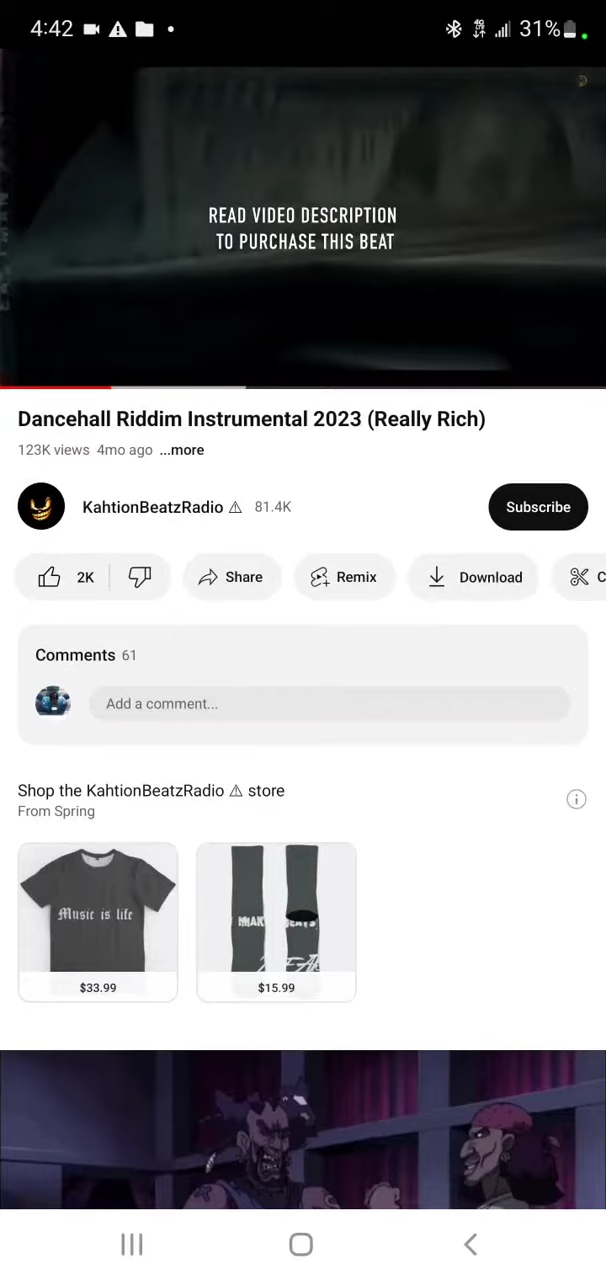 4:42
31%
READ VIDEO DESCRIPTION
TO PURCHASE THIS BEAT
Dancehall Riddim Instrumental 2023 (Really Rich)
123K views 4mo ago ...more
KahtionBeatzRadio ⚠ 81.4K
Subscribe
2K
Share
Remix
Download
C
Comments 61
Add a comment...
Shop the KahtionBeatzRadio ⚠ store
From Spring
Music is life
$33.99
$15.99